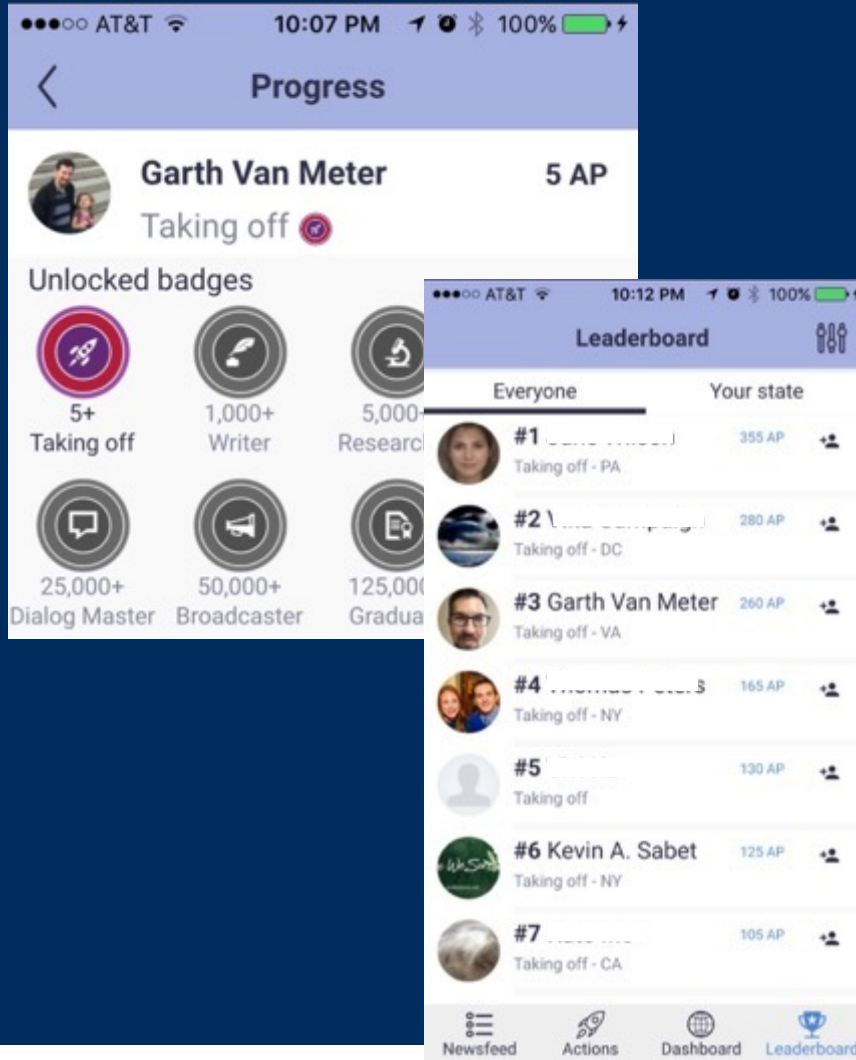 AT&T 10:07 PM 100%
Progress
Garth Van Meter 5 AP
Taking off
Unlocked badges
5+ 1,000+ 5,000
Taking off Writer Researc
25,000+ 50,000+ 125,000
Dialog Master Broadcaster Gradua
AT&T 10:12 PM 100%
Leaderboard
Everyone Your state
#1 355 AP
Taking off - PA
#2 280 AP
Taking off - DC
#3 Garth Van Meter 260 AP
Taking off - VA
#4 165 AP
Taking off - NY
#5 130 AP
Taking off
#6 Kevin A. Sabet 125 AP
Taking off - NY
#7 105 AP
Taking off - CA
Newsfeed Actions Dashboard Leaderboard